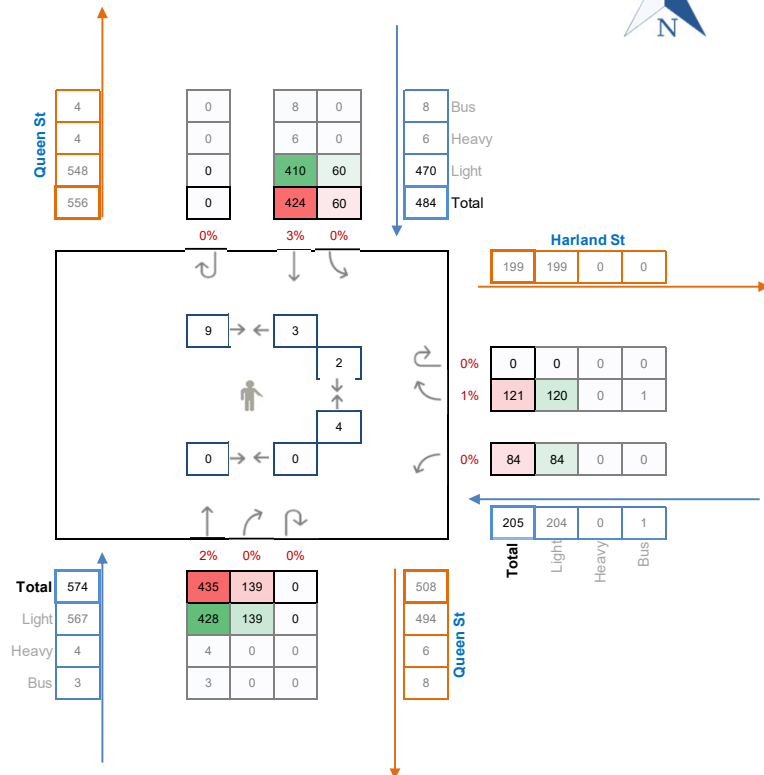 N
4 0 8 0 8 Bus
4 0 6 0 6 Heavy
548 0 410 60 470 Light
556 0 424 60 484 Total
Queen St
0% 3% 0%
Harland St
199 199 0 0
9 3
2
0% 0 0 0 0
1% 121 120 0 1
4
0 0
0% 84 84 0 0
205 204 0 1
Total Light Heavy Bus
2% 0% 0%
Total 574 435 139 0 508
Light 567 428 139 0 494
Heavy 4 4 0 0 6
Bus 3 3 0 0 8
Queen St